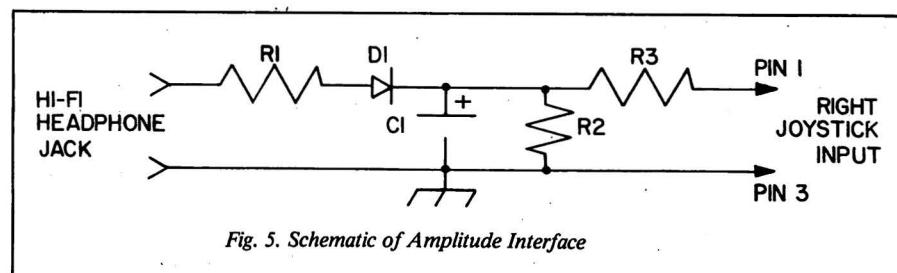 R1
D1
R3
PIN 1
HI-FI
HEADPHONE
JACK
+
C1
R2
RIGHT
JOYSTICK
INPUT
PIN 3
Fig. 5. Schematic of Amplitude Interface